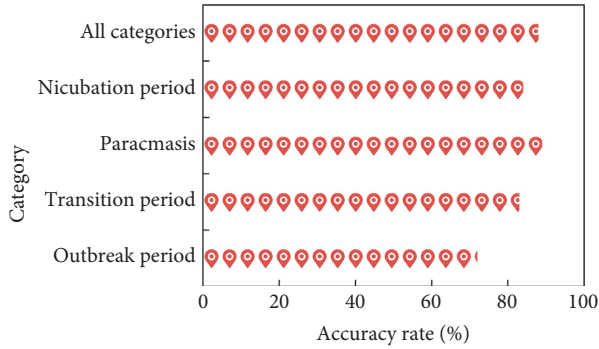 All categories
Nicubation period
Paracmasis
Transition period
Outbreak period
Category
0 20 40 60 80 100
Accuracy rate (%)